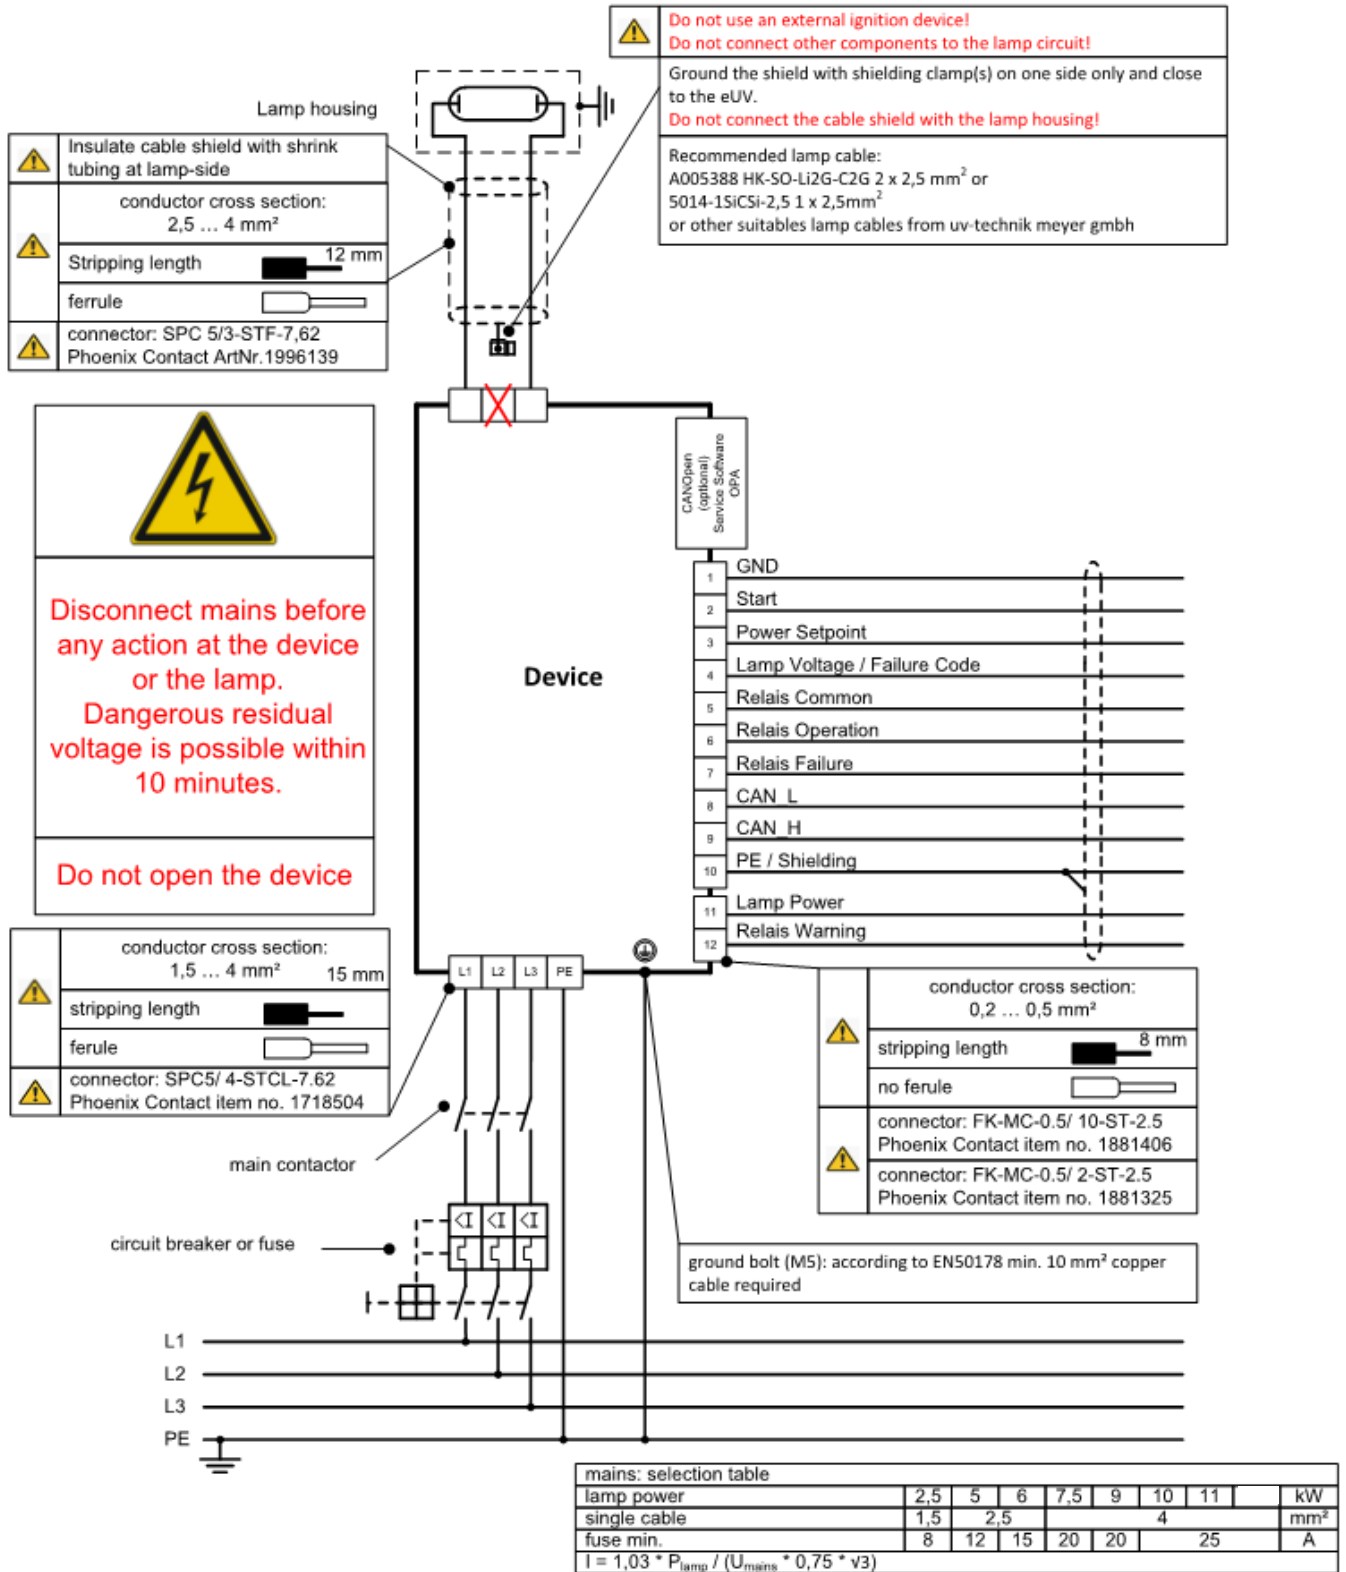 Do not use an external ignition device!
Do not connect other components to the lamp circuit!
Ground the shield with shielding clamp(s) on one side only and close
to the eUV.
Do not connect the cable shield with the lamp housing!
Recommended lamp cable:
A005388 HK-SO-Li2G-C2G 2 x 2,5 mm² or
5014-1SiCSi-2,5 1 x 2,5mm²
or other suitables lamp cables from uv-technik meyer gmbh
Lamp housing
Insulate cable shield with shrink
tubing at lamp-side
conductor cross section:
2,5 ... 4 mm²
Stripping length 12 mm
ferrule
connector: SPC 5/3-STF-7,62
Phoenix Contact ArtNr.1996139
Disconnect mains before
any action at the device
or the lamp.
Dangerous residual
voltage is possible within
10 minutes.
Do not open the device
CANOpen
(optional)
Service Software
OPA
Device
1 GND
2 Start
3 Power Setpoint
4 Lamp Voltage / Failure Code
5 Relais Common
6 Relais Operation
7 Relais Failure
8 CAN_L
9 CAN_H
10 PE / Shielding
11 Lamp Power
12 Relais Warning
L1 L2 L3 PE
conductor cross section:
1,5 ... 4 mm² 15 mm
stripping length
ferule
connector: SPC5/ 4-STCL-7.62
Phoenix Contact item no. 1718504
conductor cross section:
0,2 ... 0,5 mm²
stripping length 8 mm
no ferule
connector: FK-MC-0.5/ 10-ST-2.5
Phoenix Contact item no. 1881406
connector: FK-MC-0.5/ 2-ST-2.5
Phoenix Contact item no. 1881325
main contactor
circuit breaker or fuse
ground bolt (M5): according to EN50178 min. 10 mm² copper
cable required
L1
L2
L3
PE
mains: selection table
lamp power 2,5 5 6 7,5 9 10 11 kW
single cable 1,5 2,5 4 mm²
fuse min. 8 12 15 20 20 25 A
I = 1,03 * Plamp / (Umains * 0,75 * √3)